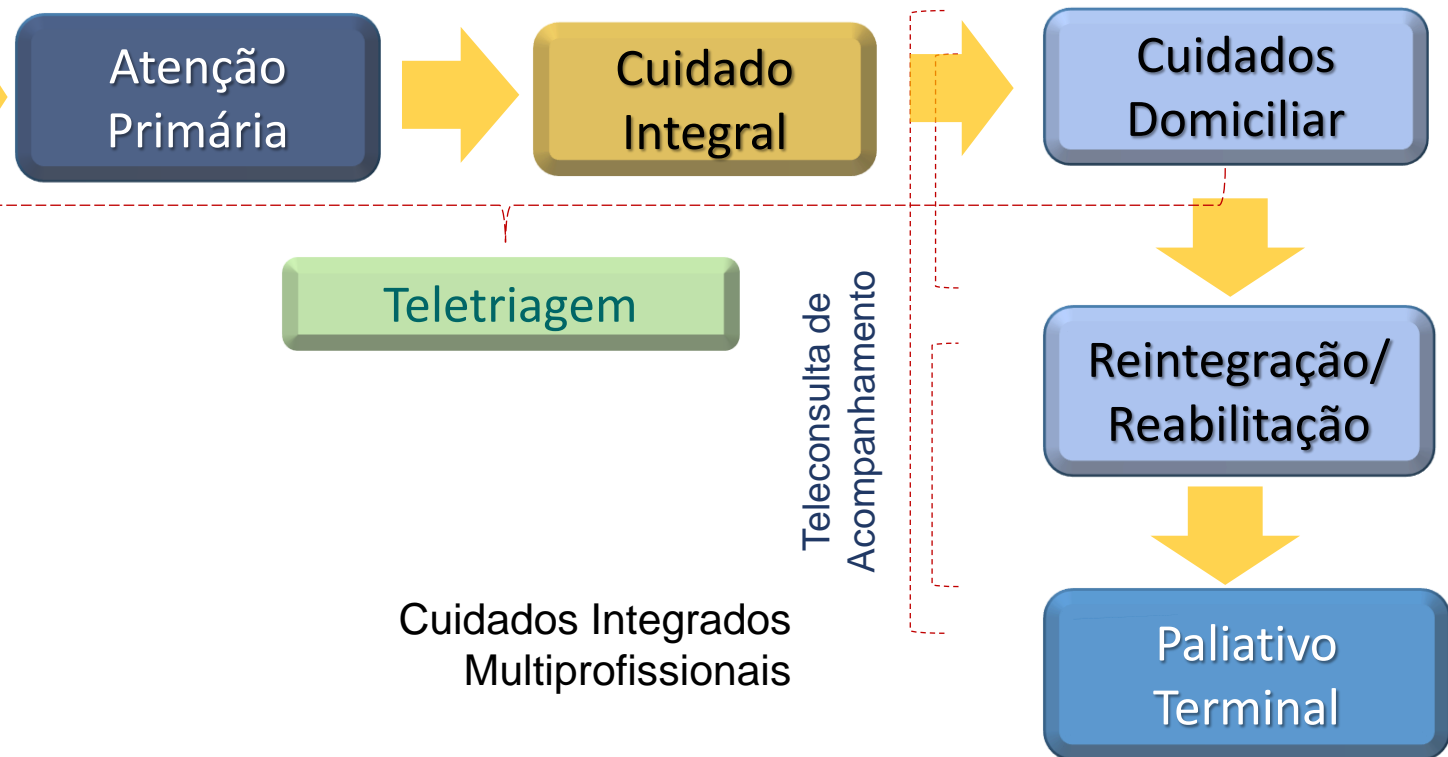 Atenção
Primária
Cuidado
Integral
Cuidados
Domiciliar
Teletriagem
Teleconsulta de
Acompanhamento
Reintegração/
Reabilitação
Cuidados Integrados
Multiprofissionais
Paliativo
Terminal